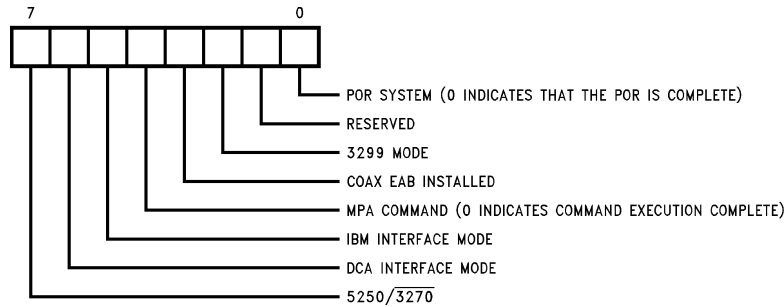 7 0
POR SYSTEM (0 INDICATES THAT THE POR IS COMPLETE)
RESERVED
3299 MODE
COAX EAB INSTALLED
MPA COMMAND (0 INDICATES COMMAND EXECUTION COMPLETE)
IBM INTERFACE MODE
DCA INTERFACE MODE
5250/3270